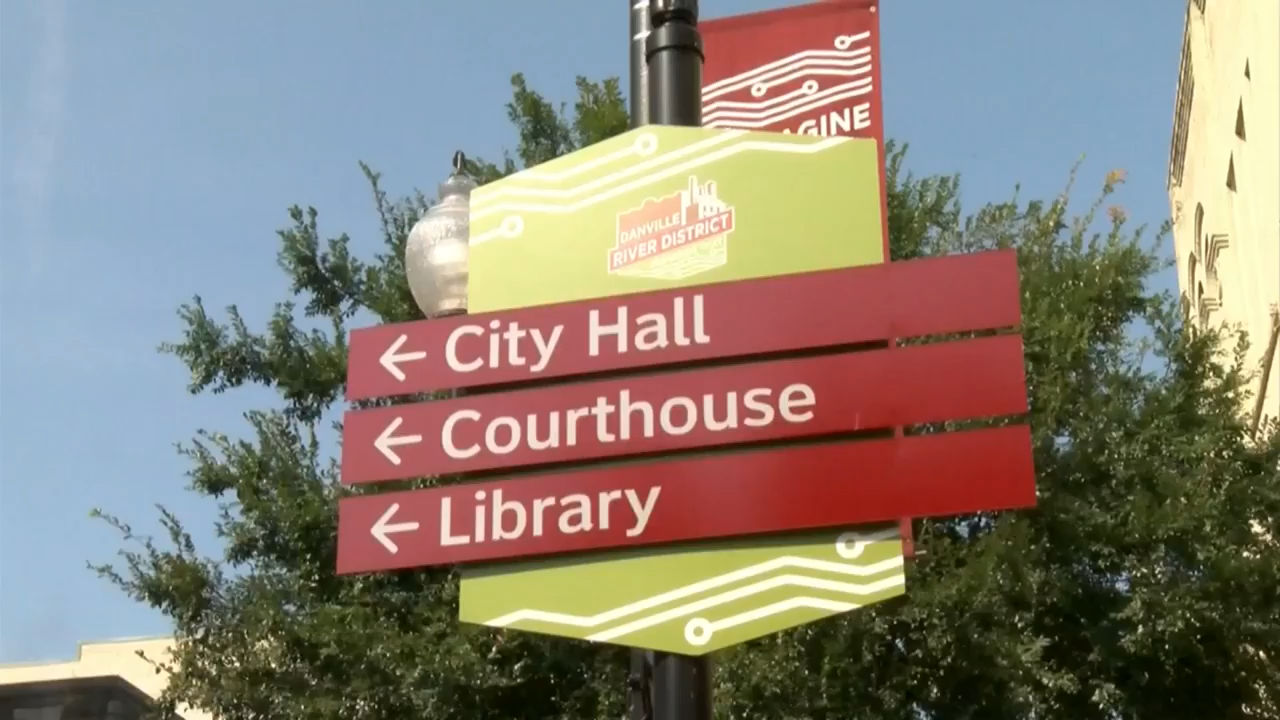 AGINE
DANVILLE
RIVER DISTRICT
← City Hall
← Courthouse
← Library